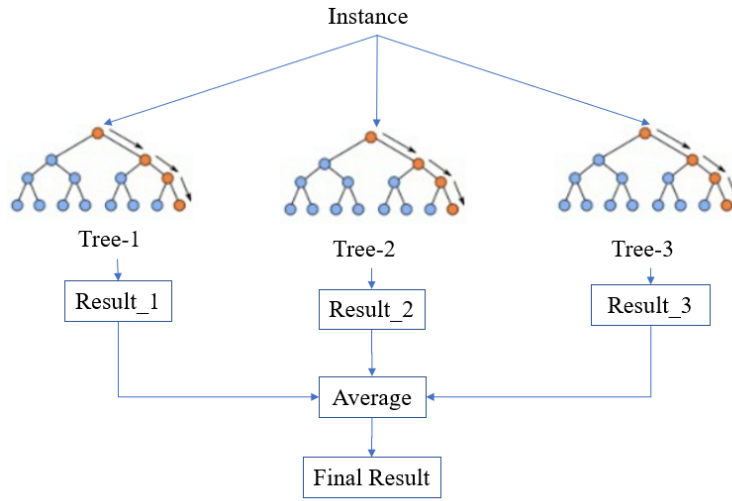 Instance
Tree-1
Tree-2
Tree-3
Result_1
Result_2
Result_3
Average
Final Result